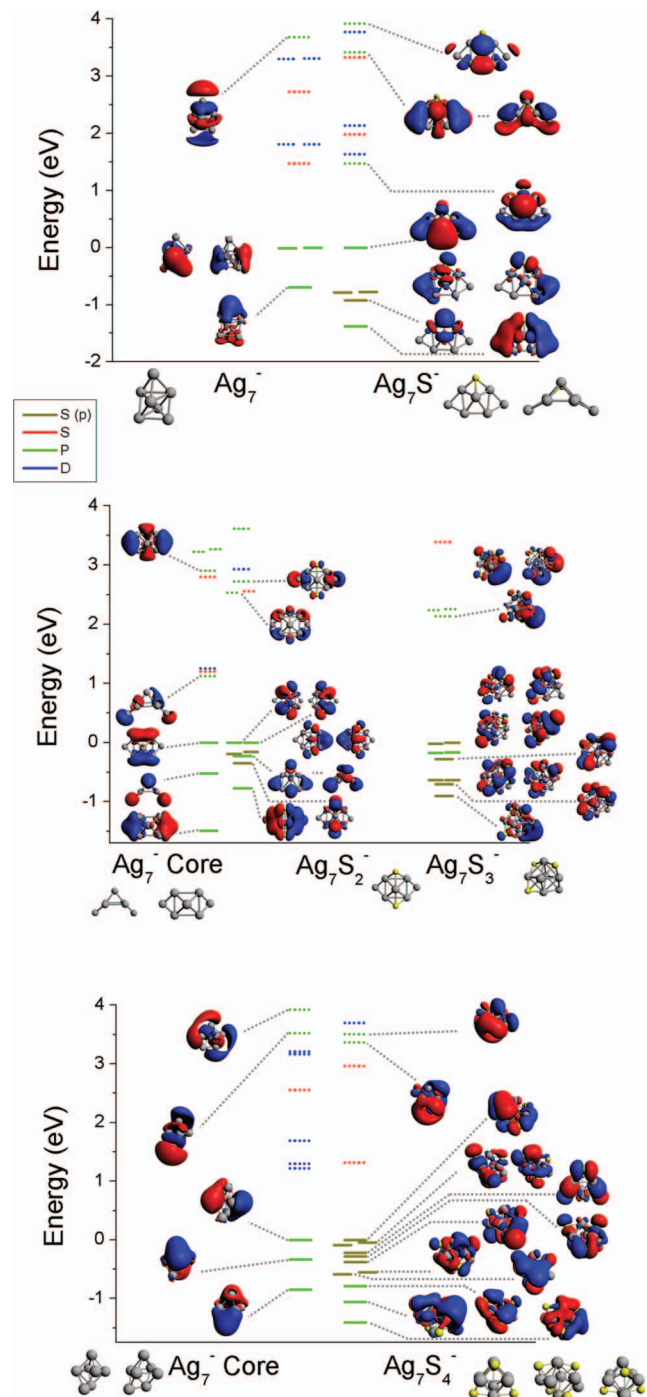 4
3
2
1
0
-1
-2
Energy (eV)
Ag7-
Ag7S-
S (p)
S
P
D
4
3
2
1
0
-1
Energy (eV)
Ag7- Core
Ag7S2-
Ag7S3-
4
3
2
1
0
-1
Energy (eV)
Ag7- Core
Ag7S4-